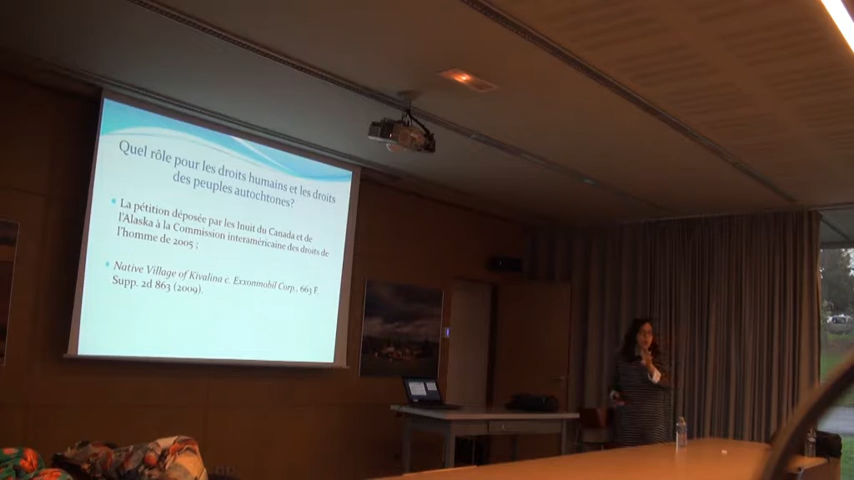 Quel rôle pour les droits humains et les droits
des peuples autochtones?
La pétition déposée par les Inuit du Canada et de
l'Alaska à la Commission interaméricaine des droits de
l'homme de 2005 ;
Native Village of Kivalina c. Exxonmobil Corp., 663 F.
Supp. 2d 863 (2009).